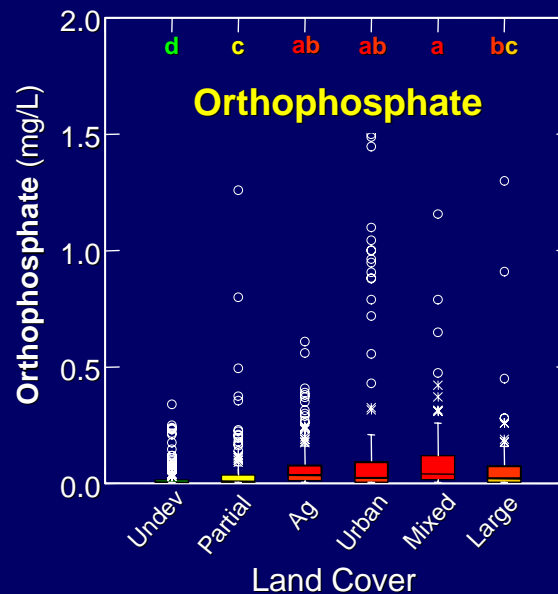 2.0
d c ab ab a bc
Orthophosphate
1.5
1.0
0.5
0.0
Orthophosphate (mg/L)
Undev Partial Ag Urban Mixed Large
Land Cover